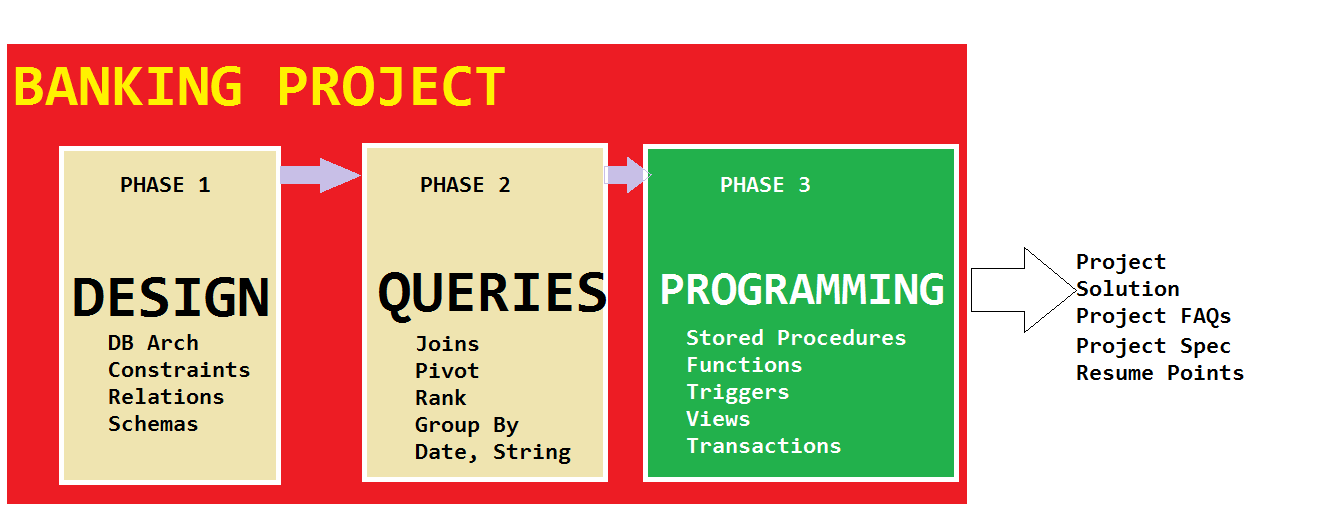 BANKING PROJECT
PHASE 1
DESIGN
DB Arch
Constraints
Relations
Schemas
PHASE 2
QUERIES
Joins
Pivot
Rank
Group By
Date, String
PHASE 3
PROGRAMMING
Stored Procedures
Functions
Triggers
Views
Transactions
Project
Solution
Project FAQs
Project Spec
Resume Points